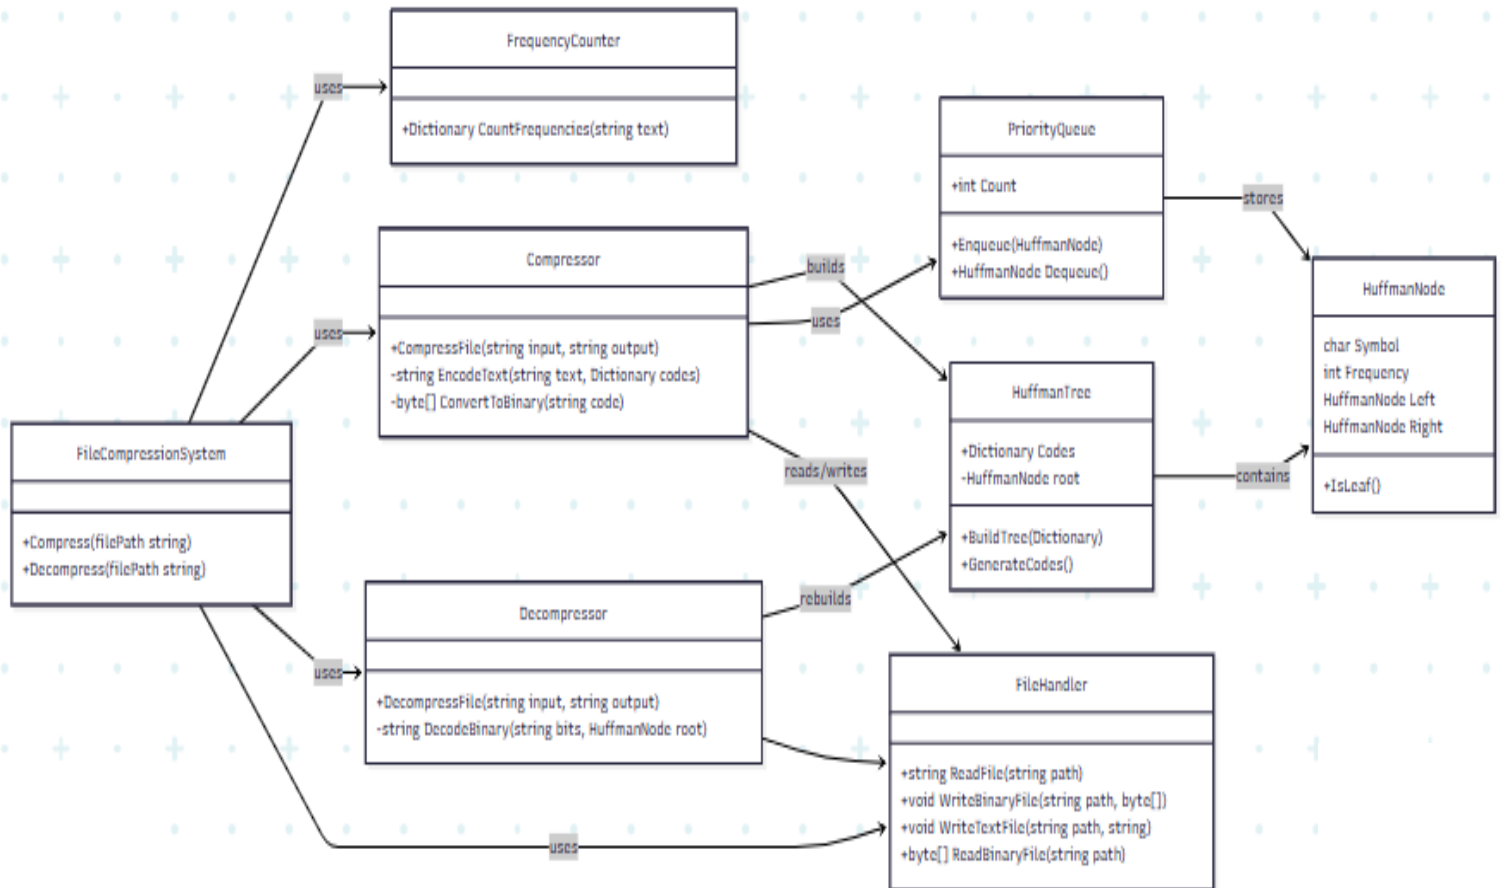 FrequencyCounter
+Dictionary CountFrequencies(string text)
uses
PriorityQueue
+int Count
+Enqueue(HuffmanNode)
+HuffmanNode Dequeue()
stores
Compressor
+CompressFile(string input, string output)
-string EncodeText(string text, Dictionary codes)
-byte[] ConvertToBinary(string code)
builds
uses
uses
HuffmanNode
char Symbol
int Frequency
HuffmanNode Left
HuffmanNode Right
+IsLeaf()
HuffmanTree
+Dictionary Codes
-HuffmanNode root
+BuildTree(Dictionary)
+GenerateCodes()
contains
reads/writes
FileCompressionSystem
+Compress(filePath string)
+Decompress(filePath string)
rebuilds
Decompressor
+DecompressFile(string input, string output)
-string DecodeBinary(string bits, HuffmanNode root)
uses
FileHandler
+string ReadFile(string path)
+void WriteBinaryFile(string path, byte[])
+void WriteTextFile(string path, string)
+byte[] ReadBinaryFile(string path)
uses